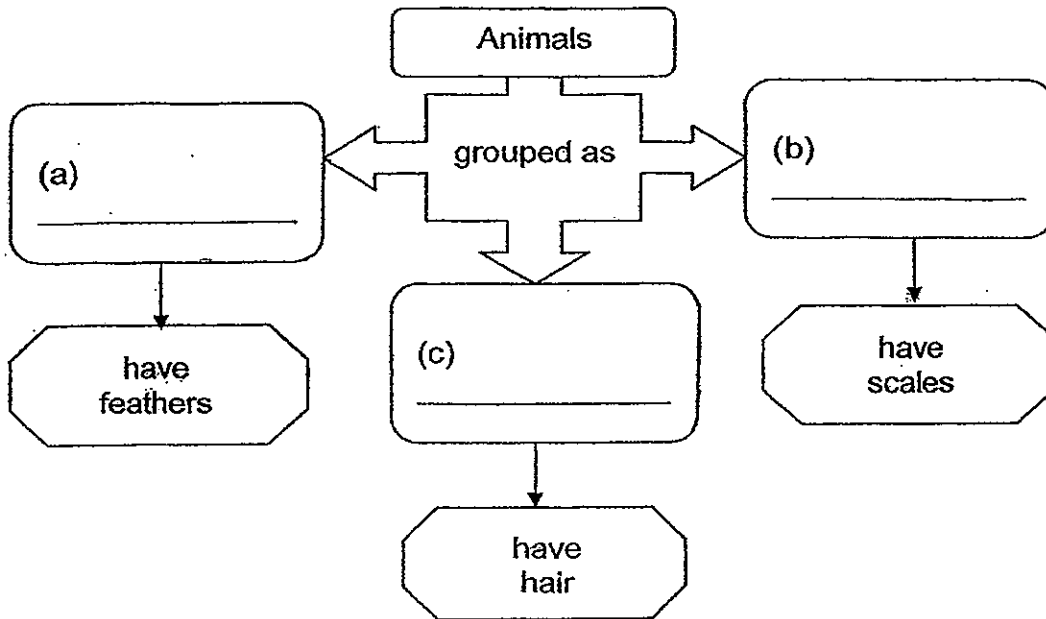 Animals
grouped as
(a)
(b)
(c)
have
feathers
have
scales
have
hair